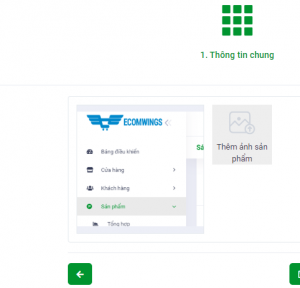 1. Thông tin chung
ECOMWINGS
Bảng điều khiển
Cửa hàng
Khách hàng
Sản phẩm
Tổng hợp
Thêm ảnh sản
phẩm